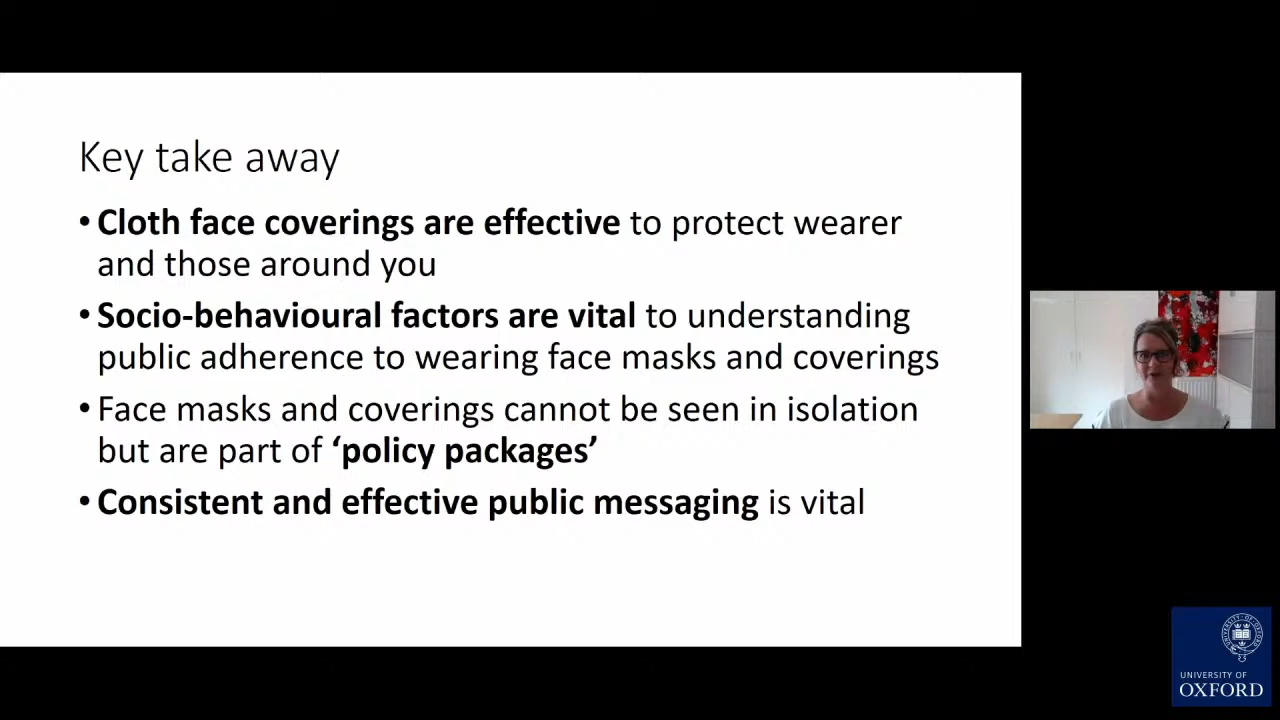 Key take away
• Cloth face coverings are effective to protect wearer
and those around you
• Socio-behavioural factors are vital to understanding
public adherence to wearing face masks and coverings
• Face masks and coverings cannot be seen in isolation
but are part of ‘policy packages’
• Consistent and effective public messaging is vital
UNIVERSITY OF
OXFORD